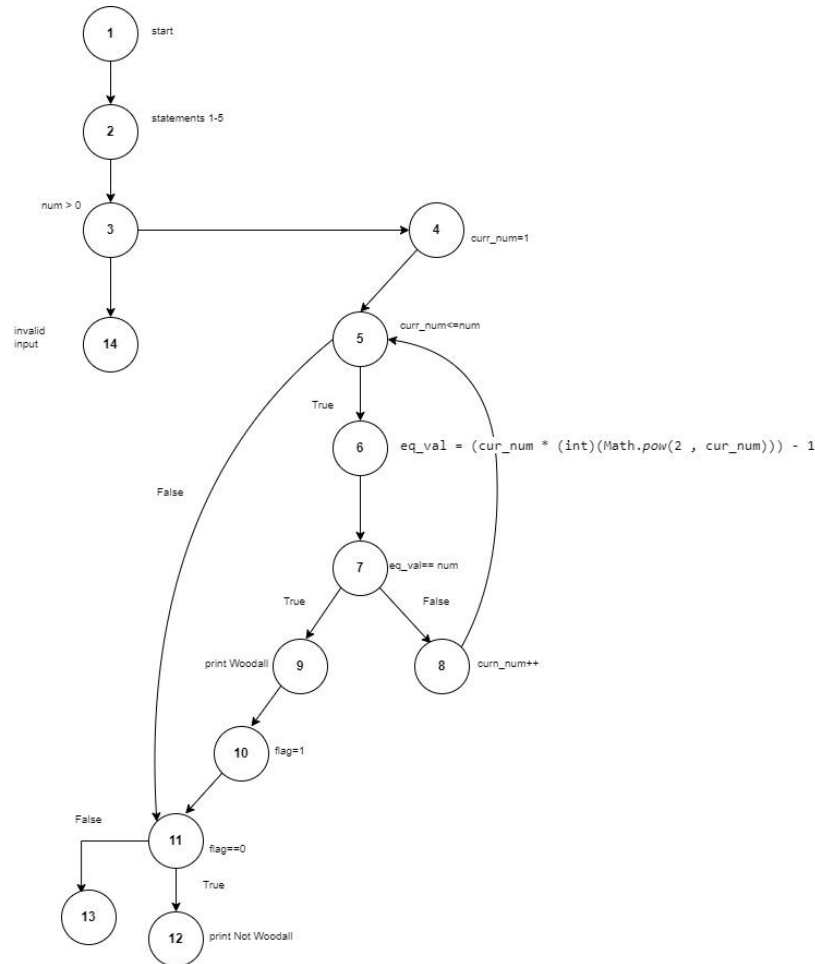 1 start
2 statements 1-5
num > 0
3
4
curr_num=1
invalid
input
14
5
curr_num<=num
True
6
eq_val = (cur_num * (int)(Math.pow(2 , cur_num))) - 1
False
7
eq_val== num
True
False
print Woodall
9
8
curn_num++
10
flag=1
False
11
flag==0
True
13
12
print Not Woodall